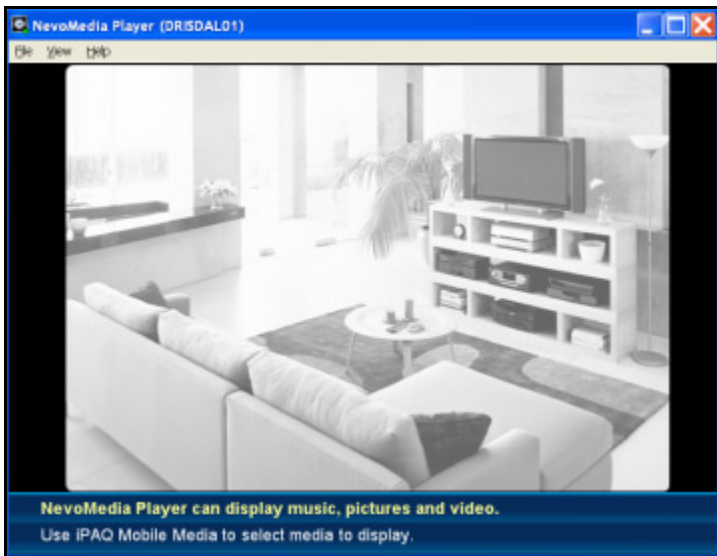 NevoMedia Player (DRISDAL01)
File View Help
NevoMedia Player can display music, pictures and video.
Use iPAQ Mobile Media to select media to display.